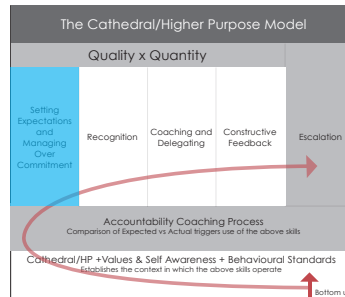 The Cathedral/Higher Purpose Model
Quality x Quantity
Setting
Expectations
and
Managing
Over
Commitment
Recognition
Coaching and
Delegating
Constructive
Feedback
Escalation
Accountability Coaching Process
Comparison of Expected vs Actual triggers use of the above skills
Cathedral/HP +Values & Self Awareness + Behavioural Standards
Establishes the context in which the above skills operate
Bottom u